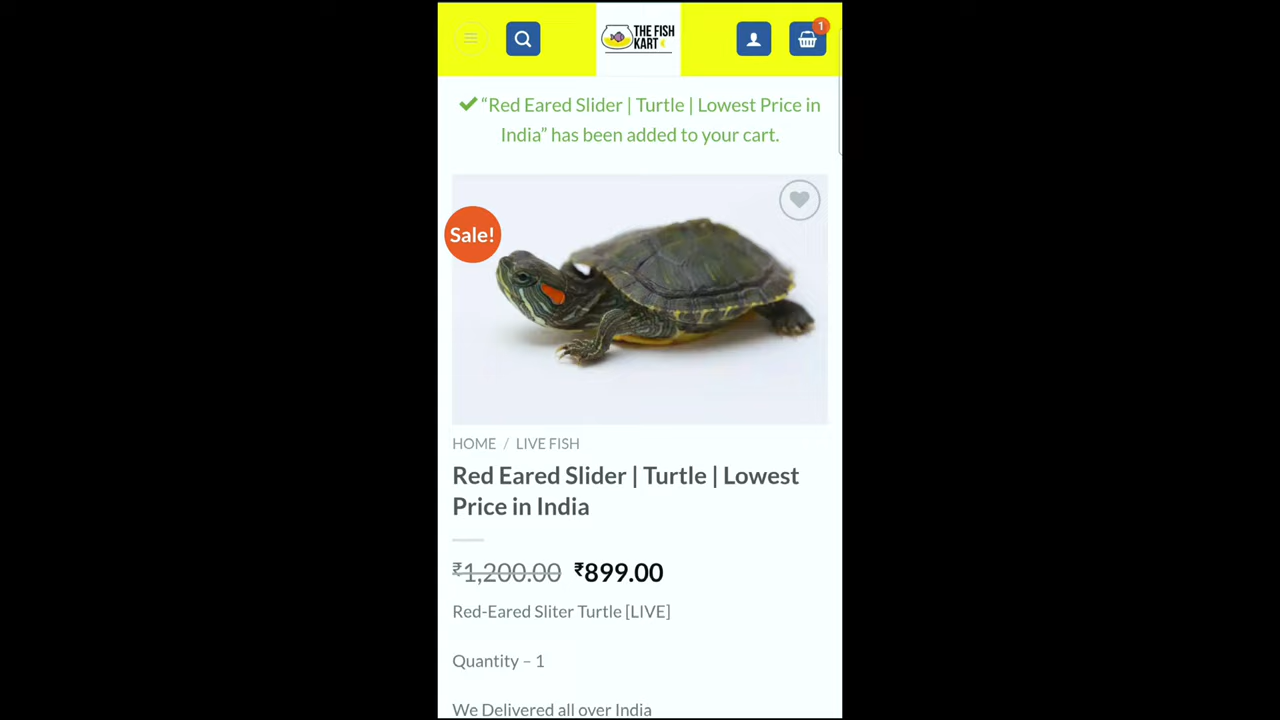 THE FISH
KART
1
“Red Eared Slider | Turtle | Lowest Price in
India” has been added to your cart.
Sale!
HOME / LIVE FISH
Red Eared Slider | Turtle | Lowest
Price in India
₹1,200.00 ₹899.00
Red-Eared Sliter Turtle [LIVE]
Quantity – 1
We Delivered all over India